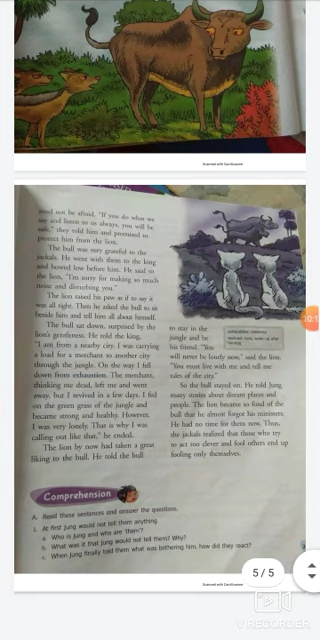 Scanned with CamScanner
need not be afraid. "If you do what we
say and listen to us always, you will be
safe," they told him and promised to
protect him from the lion.
The bull was very grateful to the
jackals. He went with them to the king
and bowed low before him. He said to
the lion, "I'm sorry for making so much
noise and disturbing you."
The lion raised his paw as if to say it
was all right. Then he asked the bull to sit
beside him and tell him all about himself.
The bull sat down, surprised by the
lion's gentleness. He told the king,
"I am from a nearby city. I was carrying
a load for a merchant to another city
through the jungle. On the way I fell
down from exhaustion. The merchant,
thinking me dead, left me and went
away, but I revived in a few days. I fed
on the green grass of the jungle and
became strong and healthy. However,
I was very lonely. That is why I was
calling out like that," he ended.
The lion by now had taken a great
liking to the bull. He told the bull
to stay in the
jungle and be
his friend. "You
will never be lonely now," said the lion.
"You must live with me and tell me
tales of the city."
So the bull stayed on. He told Jung
many stories about distant places and
people. The lion became so fond of the
bull that he almost forgot his ministers.
He had no time for them now. Thus,
the jackals realized that those who try
to act too clever and fool others end up
fooling only themselves.
exhaustion: tiredness
Comprehension
A. Read these sentences and answer the questions.
1. At first Jung would not tell them anything.
a. Who is Jung and who are 'them'?
b. What was it that Jung would not tell them? Why?
c. When Jung finally told them what was bothering him, how did they react?
5 / 5
Scanned with CamScanner
V RECORDER